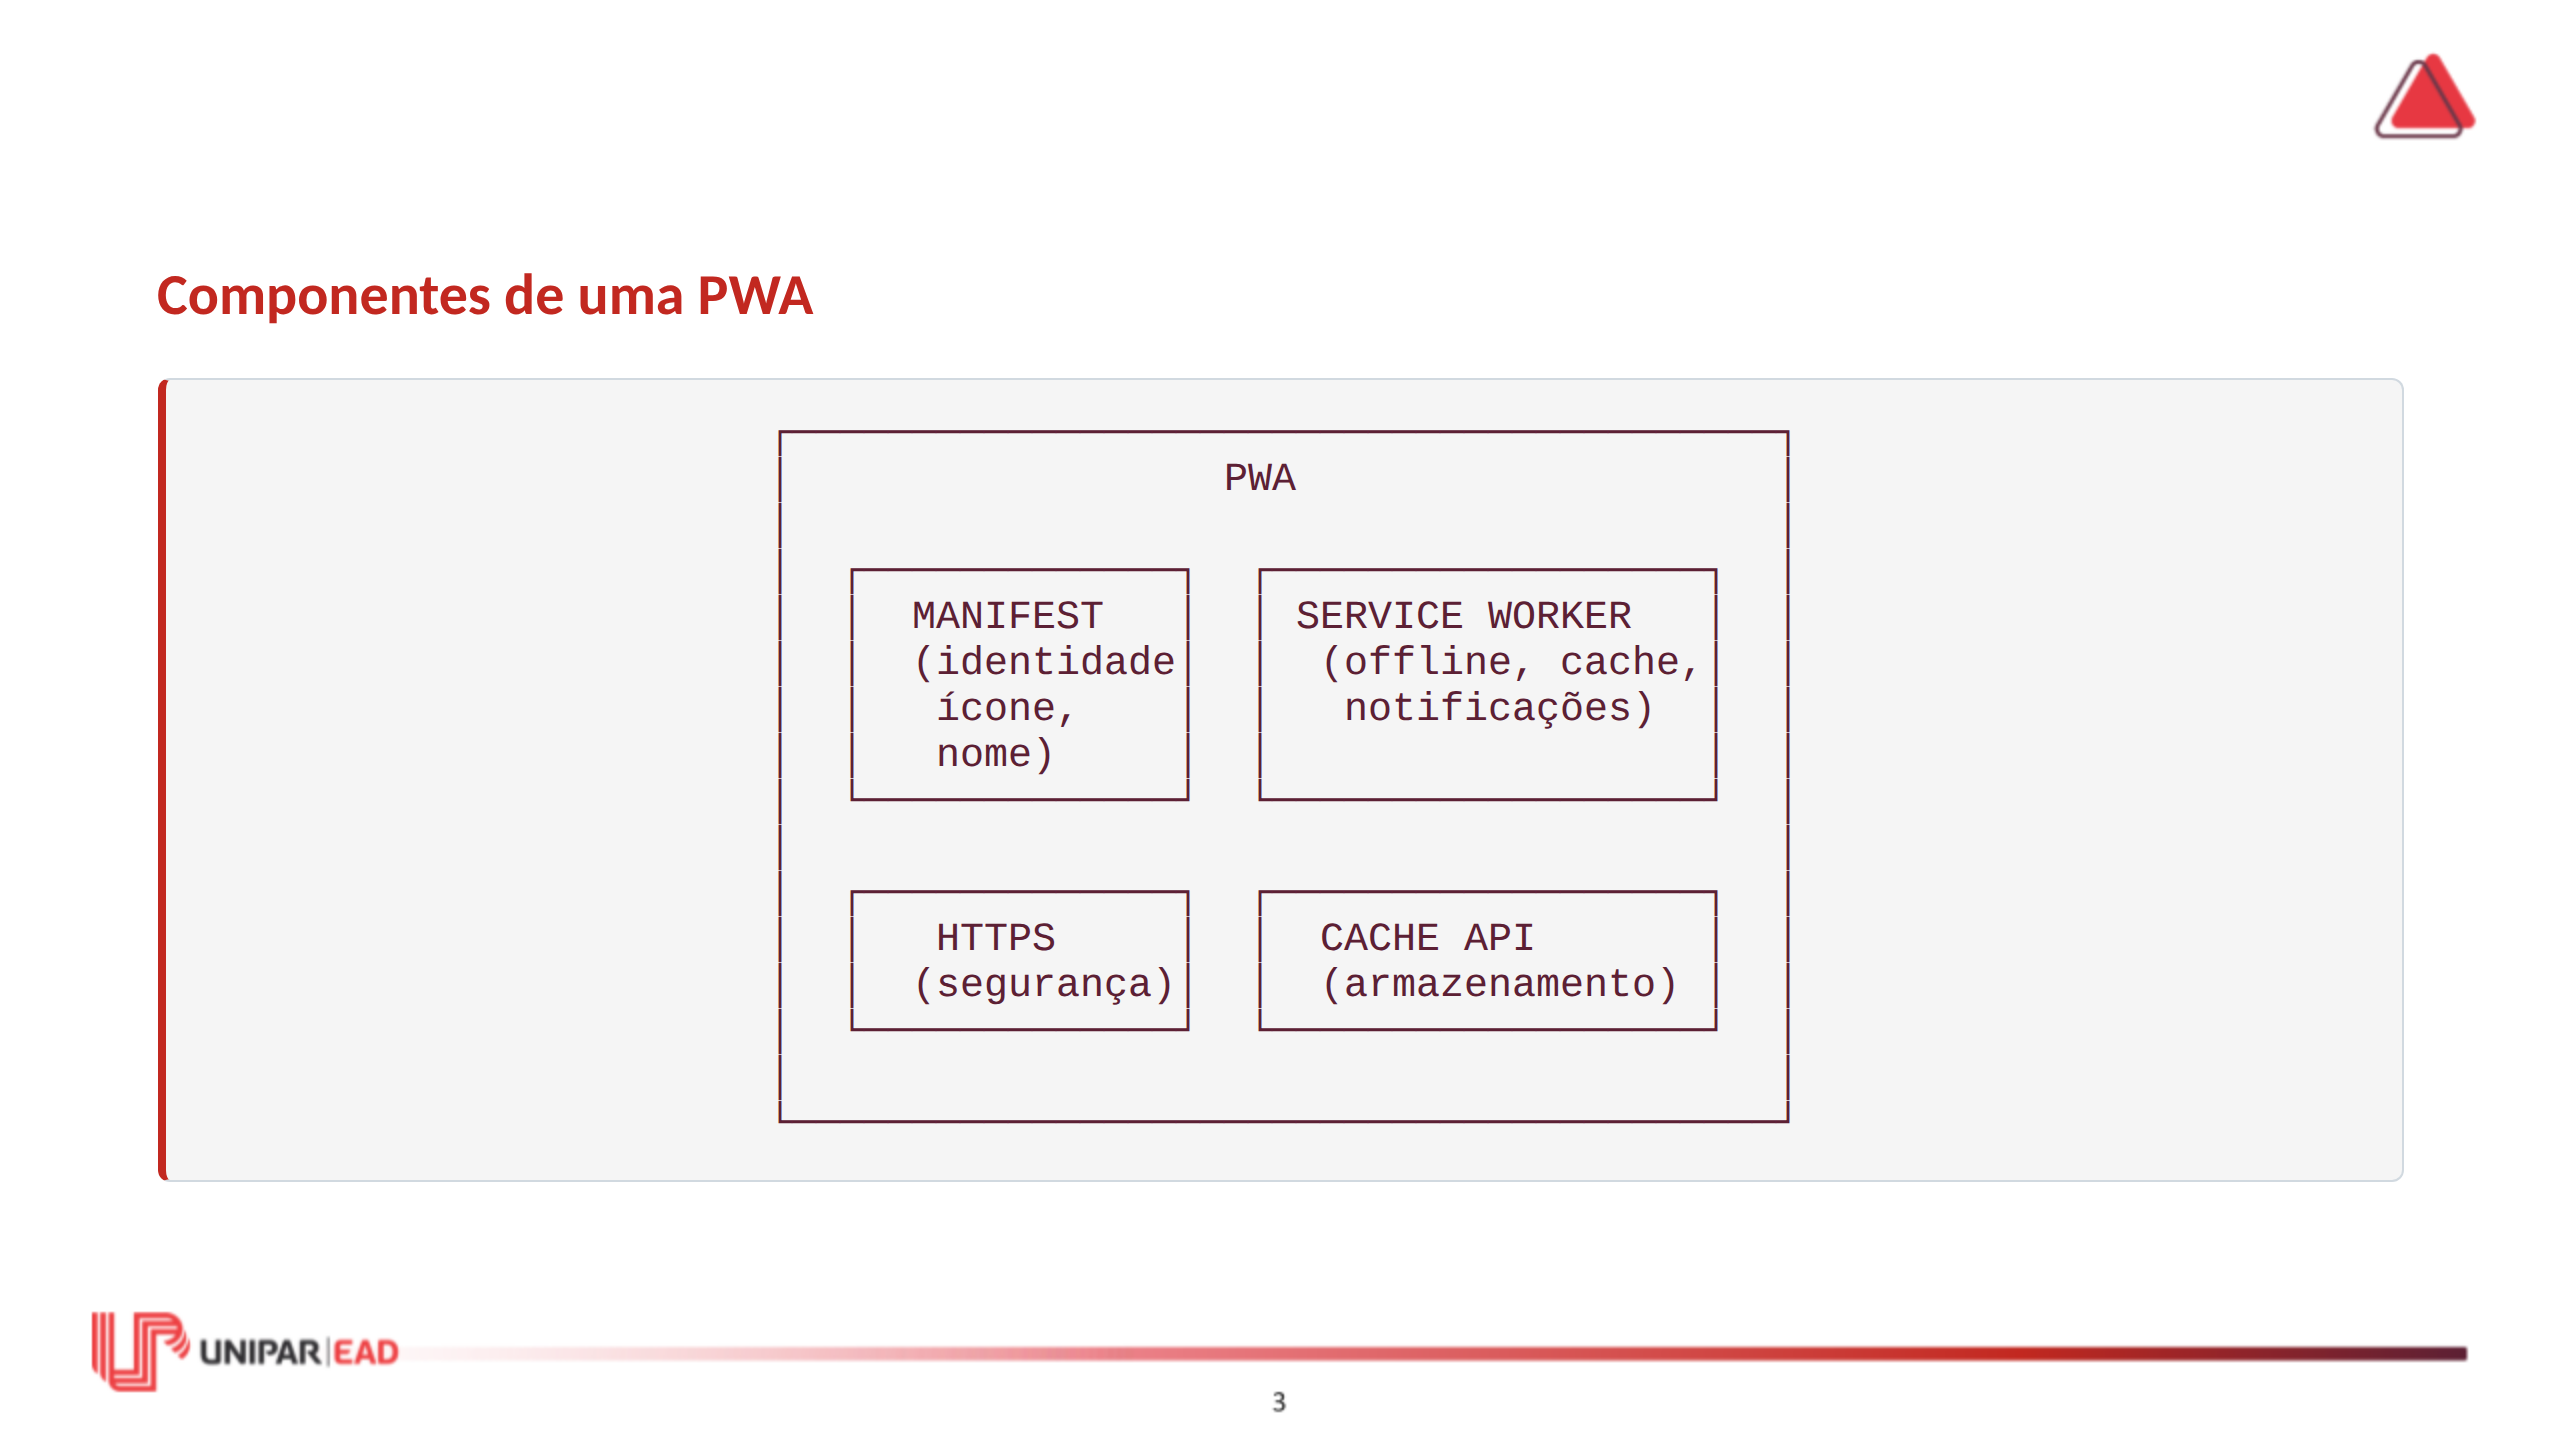 Componentes de uma PWA
PWA
MANIFEST
(identidade
ícone,
nome)
SERVICE WORKER
(offline, cache,
notificações)
HTTPS
(segurança)
CACHE API
(armazenamento)
UNIPAR|EAD
3